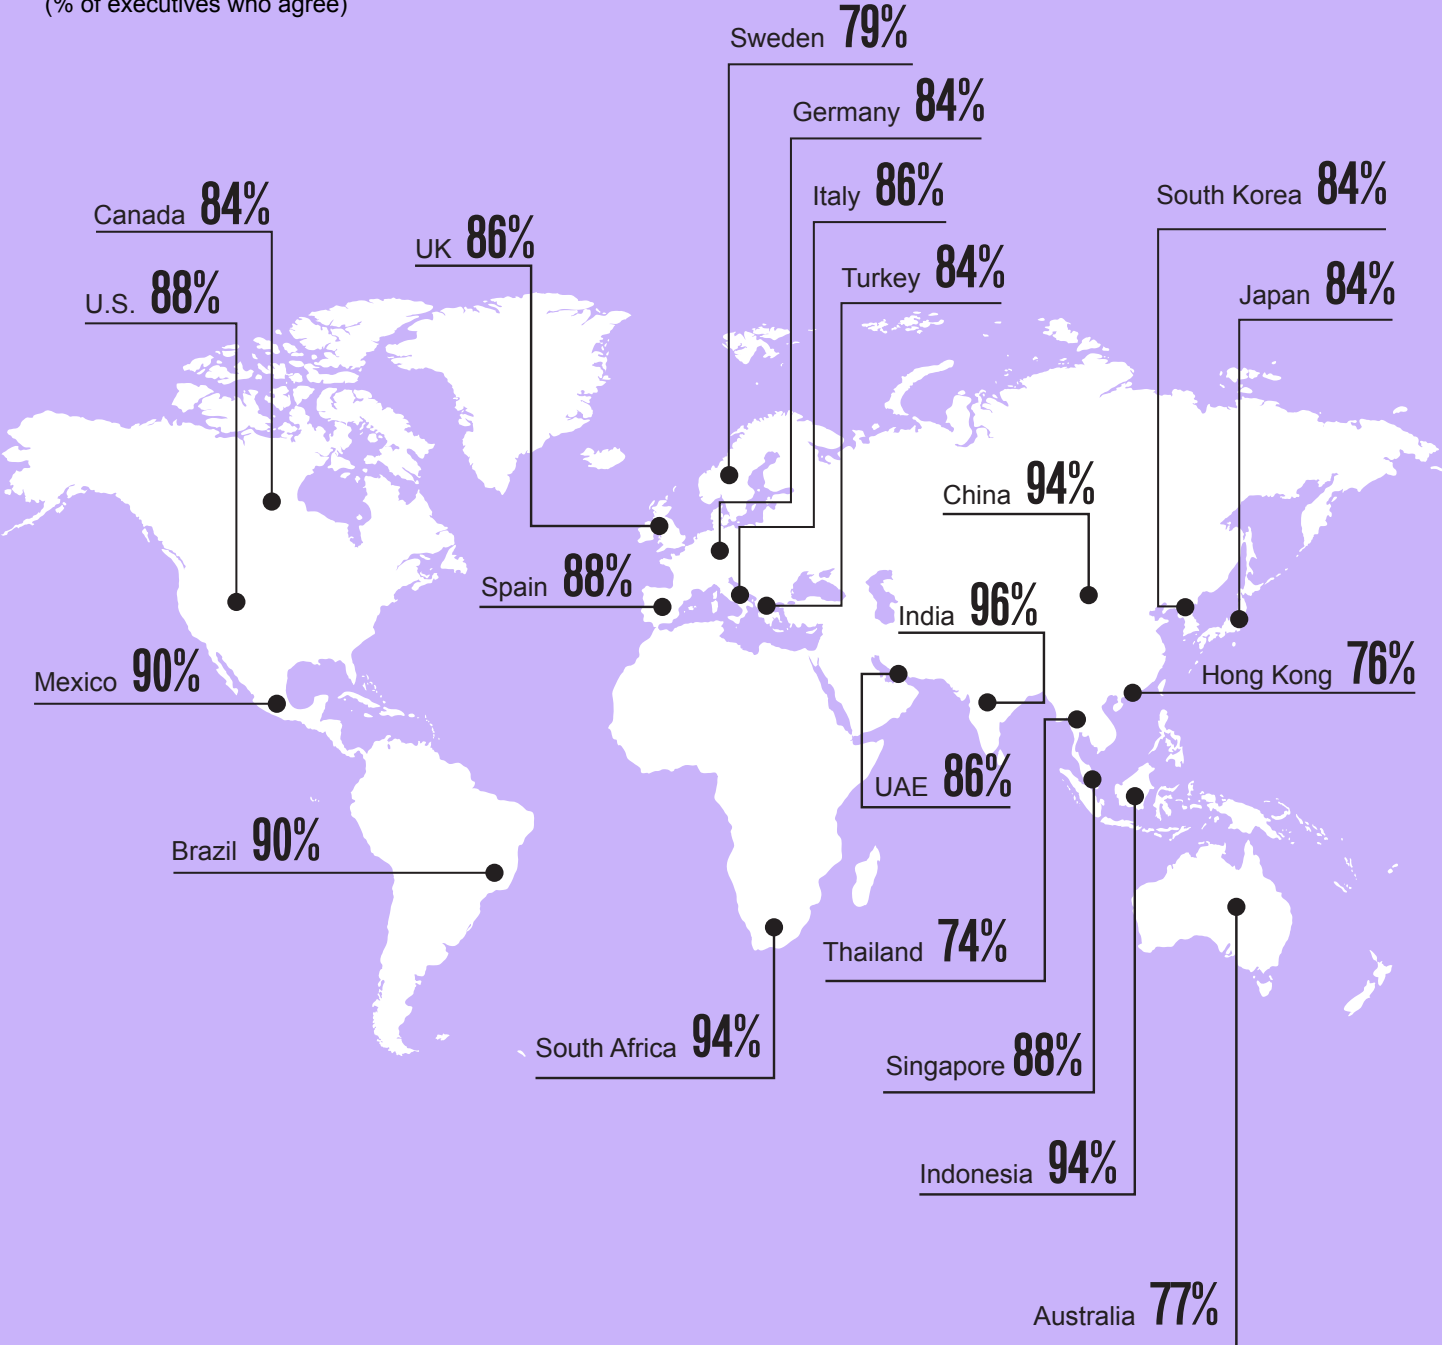 (% of executives who agree)
Sweden 79%
Germany 84%
Italy 86%
South Korea 84%
Canada 84%
UK 86%
Turkey 84%
Japan 84%
U.S. 88%
China 94%
Spain 88%
India 96%
Mexico 90%
Hong Kong 76%
UAE 86%
Brazil 90%
Thailand 74%
South Africa 94%
Singapore 88%
Indonesia 94%
Australia 77%